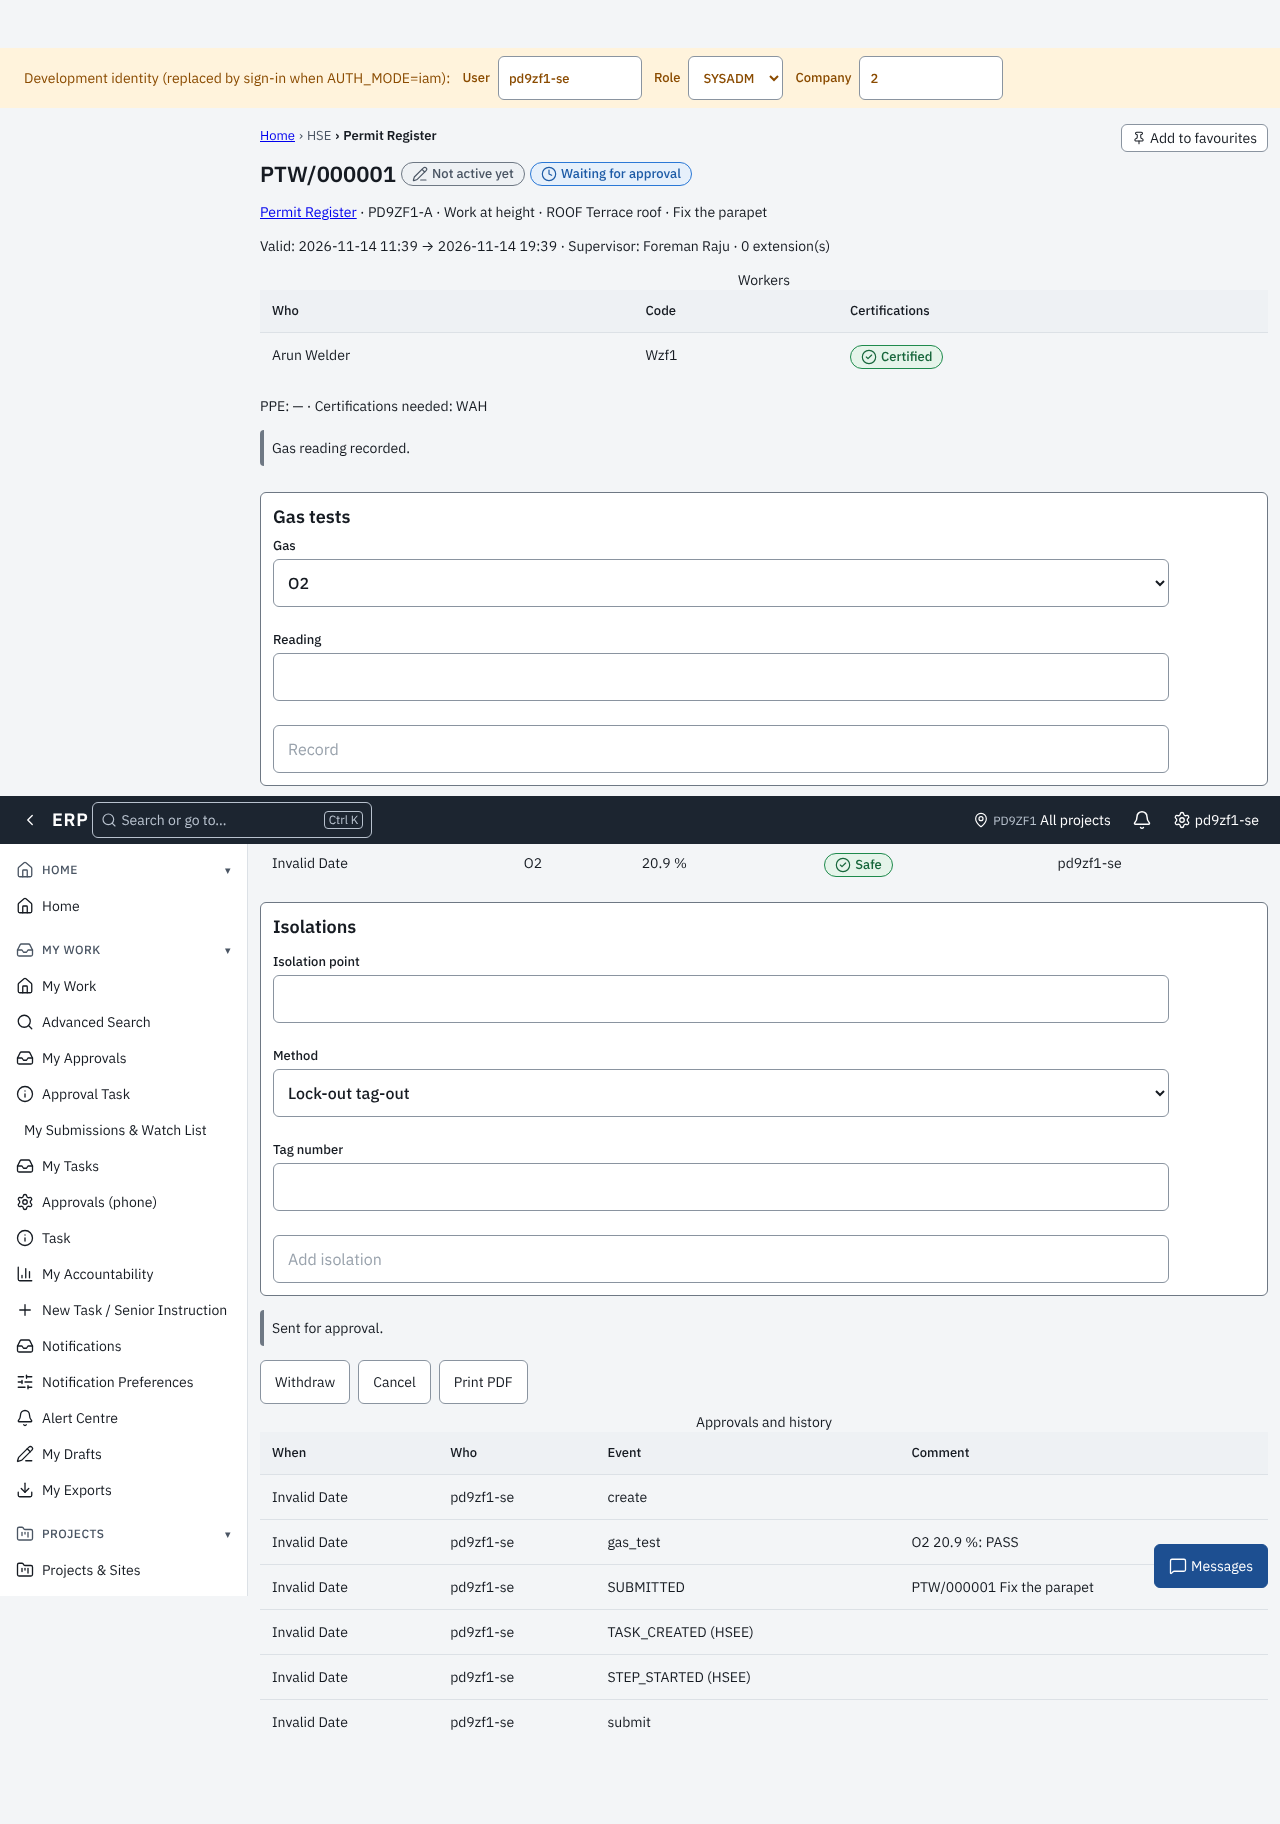 Development identity (replaced by sign-in when AUTH_MODE=iam): User pd9zf1-se Role SYSADM Company 2
Home › HSE › Permit Register
Add to favourites
PTW/000001 Not active yet Waiting for approval
Permit Register · PD9ZF1-A · Work at height · ROOF Terrace roof · Fix the parapet
Valid: 2026-11-14 11:39 → 2026-11-14 19:39 · Supervisor: Foreman Raju · 0 extension(s)
Workers
Who Code Certifications
Arun Welder Wzf1 Certified
PPE: — · Certifications needed: WAH
Gas reading recorded.
Gas tests
Gas
O2
Reading
Record
ERP Search or go to... Ctrl K PD9ZF1 All projects pd9zf1-se
Invalid Date O2 20.9 % Safe pd9zf1-se
HOME
Home
MY WORK
My Work
Advanced Search
My Approvals
Approval Task
My Submissions & Watch List
My Tasks
Approvals (phone)
Task
My Accountability
New Task / Senior Instruction
Notifications
Notification Preferences
Alert Centre
My Drafts
My Exports
PROJECTS
Projects & Sites
Isolations
Isolation point
Method
Lock-out tag-out
Tag number
Add isolation
Sent for approval.
Withdraw Cancel Print PDF
Approvals and history
When Who Event Comment
Invalid Date pd9zf1-se create
Invalid Date pd9zf1-se gas_test O2 20.9 %: PASS
Invalid Date pd9zf1-se SUBMITTED PTW/000001 Fix the parapet
Messages
Invalid Date pd9zf1-se TASK_CREATED (HSEE)
Invalid Date pd9zf1-se STEP_STARTED (HSEE)
Invalid Date pd9zf1-se submit